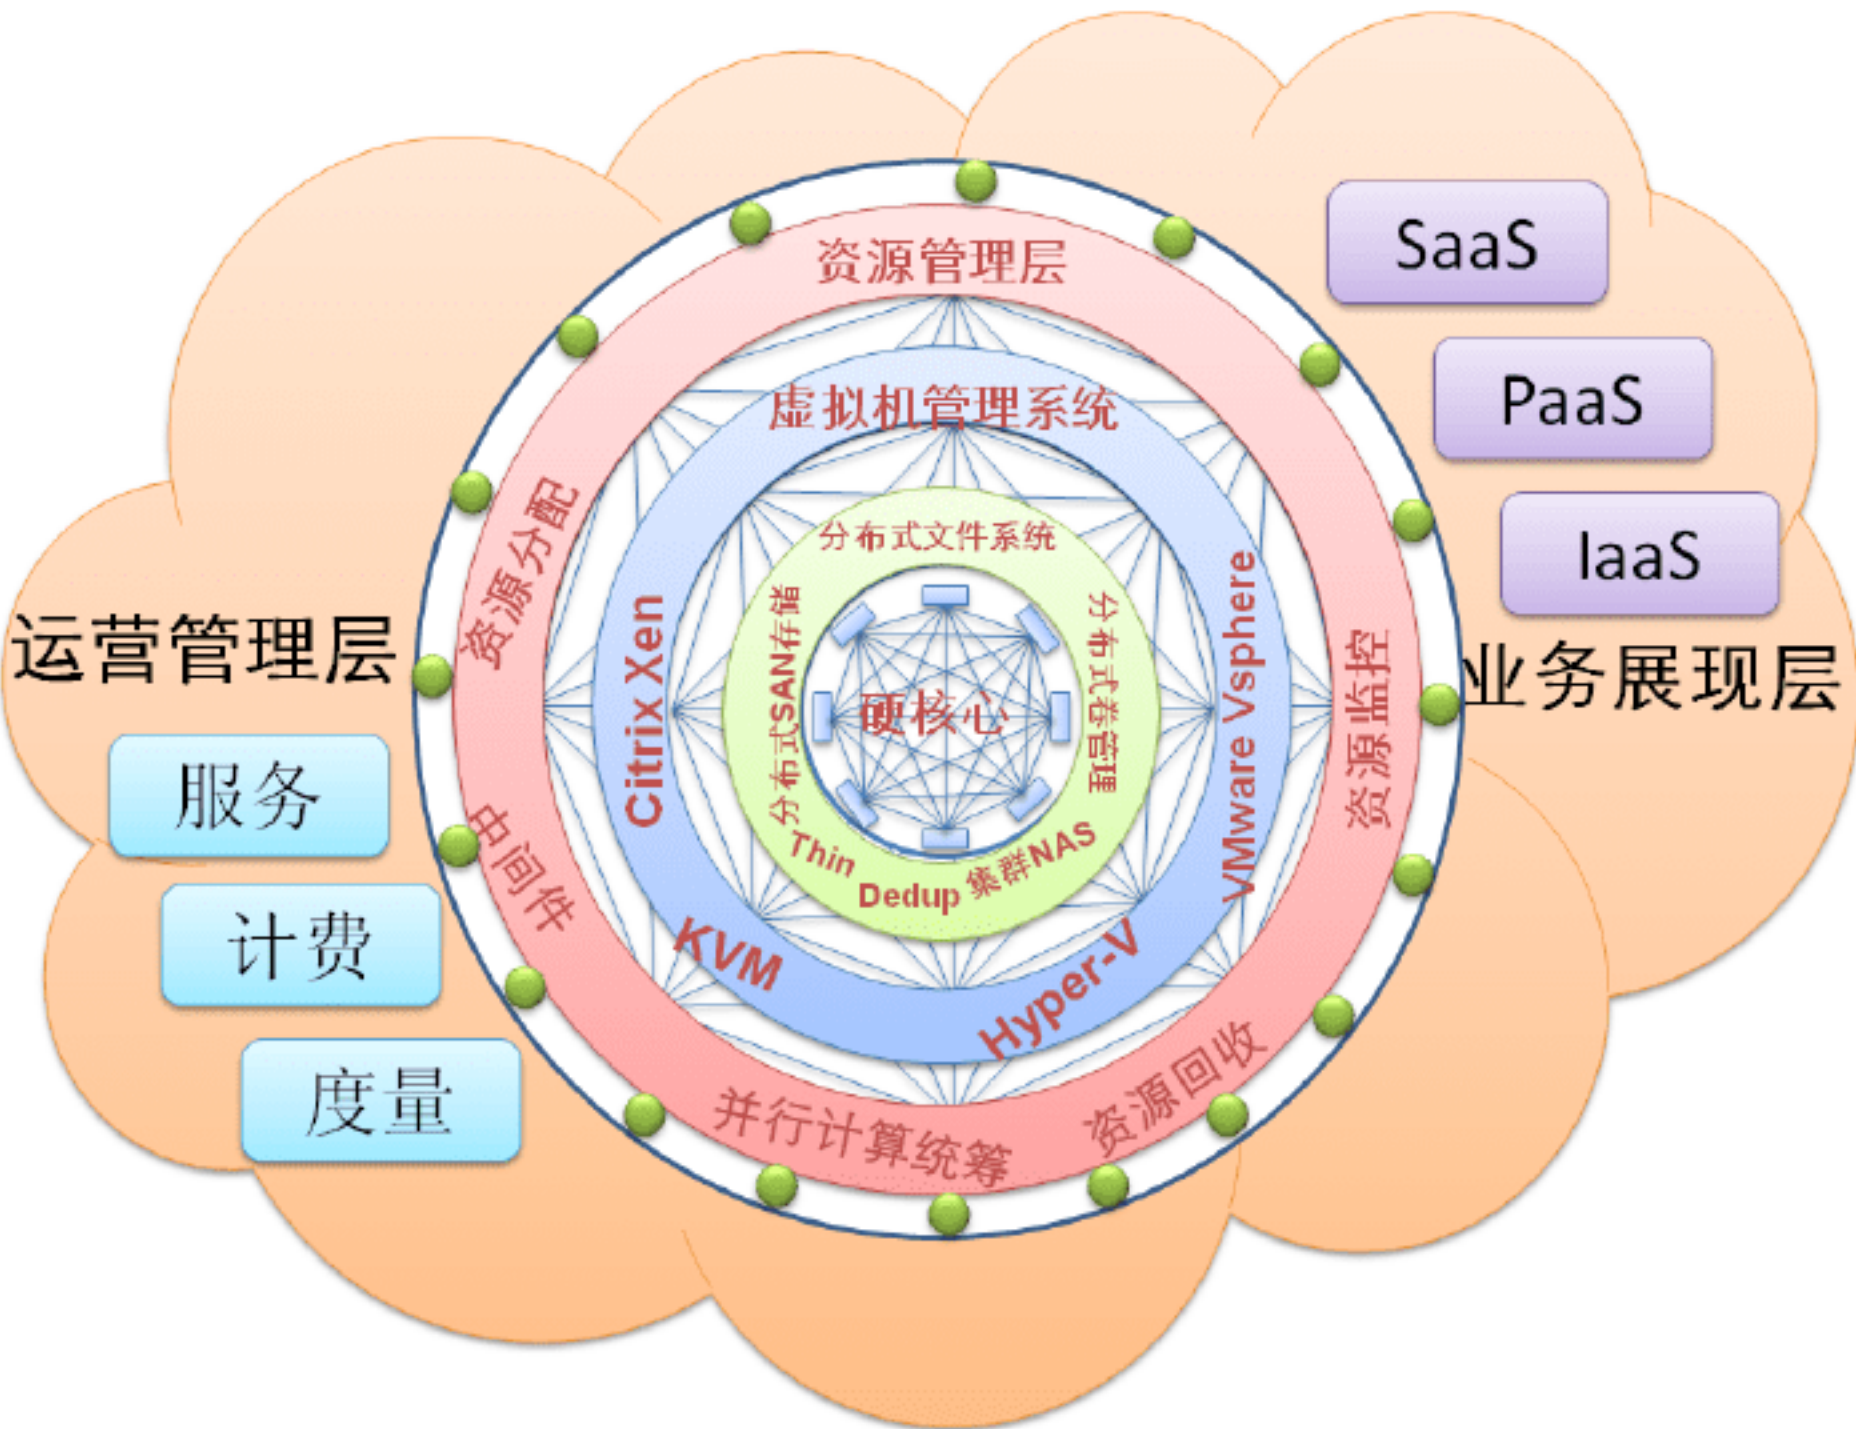 资源管理层
资源分配
中间件
并行计算统筹
资源回收
资源监控
虚拟机管理系统
Citrix Xen
KVM
Hyper-V
VMware Vsphere
分布式文件系统
分布式SAN存储
Thin
Dedup
集群NAS
分布式卷管理
硬核心
运营管理层
服务
计费
度量
SaaS
PaaS
IaaS
业务展现层